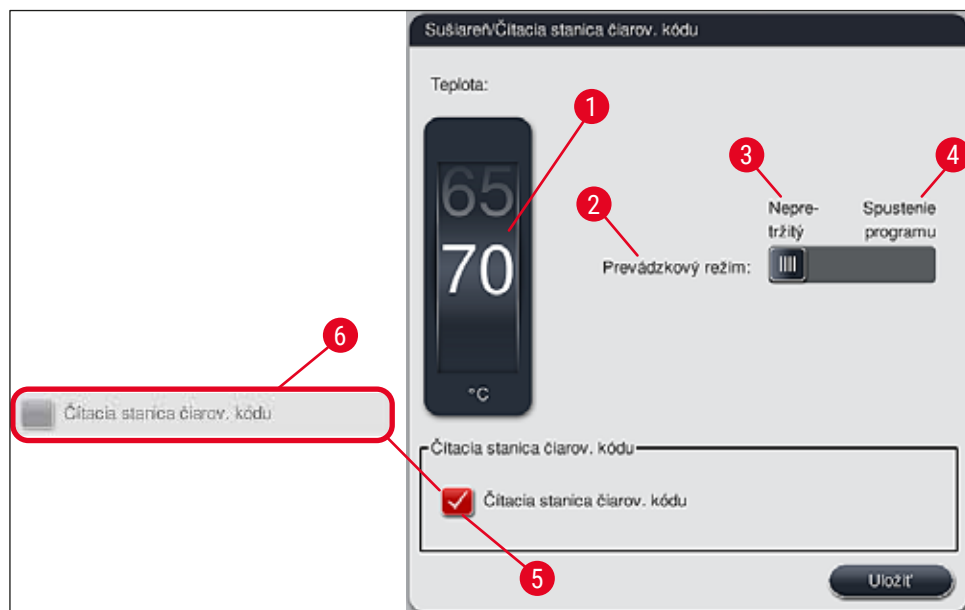 Sušiareň/Čítacia stanica čiarov. kódu
Teplota:
1
65
70
°C
2
3
4
Nepre-
tržitý
Spustenie
programu
Prevádzkový režim:
6
Čítacia stanica čiarov. kódu
Čítacia stanica čiarov. kódu
Čítacia stanica čiarov. kódu
5
Uložiť